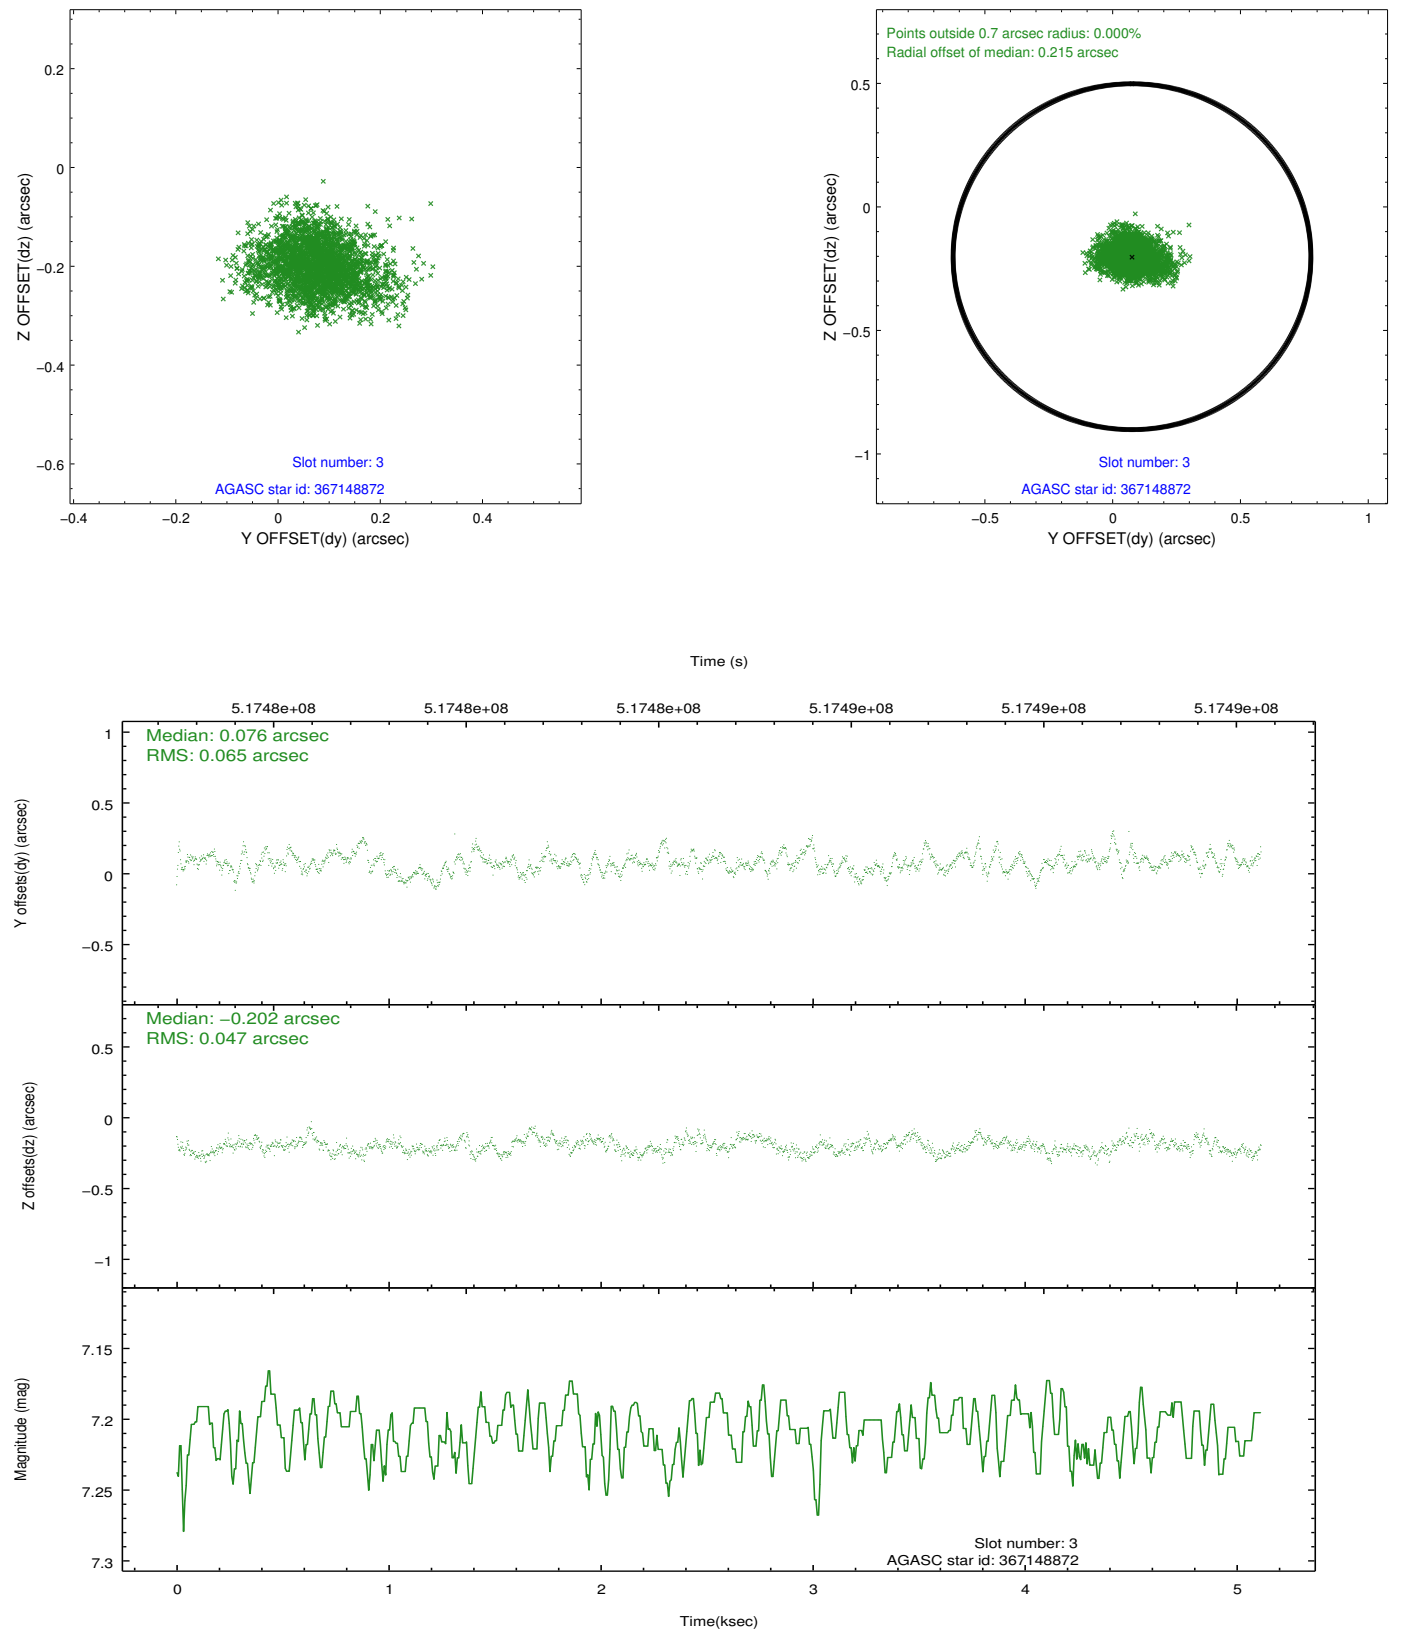 0.2
0
−0.2
−0.4
−0.6
−0.4
−0.2
0
0.2
0.4
Z OFFSET(dz) (arcsec)
Y OFFSET(dy) (arcsec)
Slot number: 3
AGASC star id: 367148872
Points outside 0.7 arcsec radius: 0.000%
Radial offset of median: 0.215 arcsec
0.5
0
−0.5
−1
−0.5
0
0.5
1
Z OFFSET(dz) (arcsec)
Y OFFSET(dy) (arcsec)
Slot number: 3
AGASC star id: 367148872
Time (s)
5.1748e+08
5.1748e+08
5.1748e+08
5.1749e+08
5.1749e+08
5.1749e+08
Median: 0.076 arcsec
RMS: 0.065 arcsec
1
0.5
0
−0.5
Y offsets(dy) (arcsec)
Median: −0.202 arcsec
RMS: 0.047 arcsec
0.5
0
−0.5
−1
Z offsets(dz) (arcsec)
7.15
7.2
7.25
7.3
Magnitude (mag)
Slot number: 3
AGASC star id: 367148872
0
1
2
3
4
5
Time(ksec)